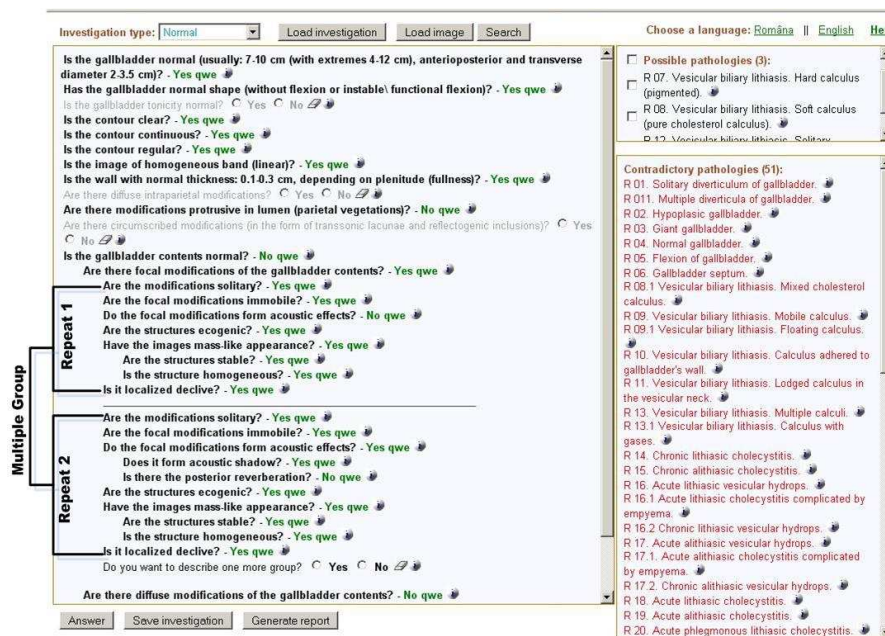 Investigation type: Normal Load investigation Load image Search
Choose a language: Româna || English He
Is the gallbladder normal (usually: 7-10 cm (with extremes 4-12 cm), anterioposterior and transverse
diameter 2-3.5 cm)? - Yes qwe
Has the gallbladder normal shape (without flexion or instable\ functional flexion)? - Yes qwe
Is the gallbladder tonicity normal? Yes No
Is the contour clear? - Yes qwe
Is the contour continuous? - Yes qwe
Is the contour regular? - Yes qwe
Is the image of homogeneous band (linear)? - Yes qwe
Is the wall with normal thickness: 0.1-0.3 cm, depending on plenitude (fullness)? - Yes qwe
Are there diffuse intraparietal modifications? Yes No
Are there modifications protrusive in lumen (parietal vegetations)? - No qwe
Are there circumscribed modifications (in the form of transsonic lacunae and reflectogenic inclusions)? Yes
No
Is the gallbladder contents normal? - No qwe
Are there focal modifications of the gallbladder contents? - Yes qwe
Multiple Group
Repeat 1
Are the modifications solitary? - Yes qwe
Are the focal modifications immobile? - Yes qwe
Do the focal modifications form acoustic effects? - No qwe
Are the structures ecogenic? - Yes qwe
Have the images mass-like appearance? - Yes qwe
Are the structures stable? - Yes qwe
Is the structure homogeneous? - Yes qwe
Is it localized declive? - Yes qwe
Repeat 2
Are the modifications solitary? - Yes qwe
Are the focal modifications immobile? - Yes qwe
Do the focal modifications form acoustic effects? - Yes qwe
Does it form acoustic shadow? - Yes qwe
Is there the posterior reverberation? - No qwe
Are the structures ecogenic? - Yes qwe
Have the images mass-like appearance? - Yes qwe
Are the structures stable? - Yes qwe
Is the structure homogeneous? - Yes qwe
Is it localized declive? - Yes qwe
Do you want to describe one more group? Yes No
Are there diffuse modifications of the gallbladder contents? - No qwe
Answer Save investigation Generate report
Possible pathologies (3):
R 07. Vesicular biliary lithiasis. Hard calculus
(pigmented).
R 08. Vesicular biliary lithiasis. Soft calculus
(pure cholesterol calculus).
R 12. Vesicular biliary lithiasis. Solitary
Contradictory pathologies (51):
R 01. Solitary diverticulum of gallbladder.
R 011. Multiple diverticula of gallbladder.
R 02. Hypoplasic gallbladder.
R 03. Giant gallbladder.
R 04. Normal gallbladder.
R 05. Flexion of gallbladder.
R 06. Gallbladder septum.
R 08.1 Vesicular biliary lithiasis. Mixed cholesterol
calculus.
R 09. Vesicular biliary lithiasis. Mobile calculus.
R 09.1 Vesicular biliary lithiasis. Floating calculus.
R 10. Vesicular biliary lithiasis. Calculus adhered to
gallbladder's wall.
R 11. Vesicular biliary lithiasis. Lodged calculus in
the vesicular neck.
R 13. Vesicular biliary lithiasis. Multiple calculi.
R 13.1 Vesicular biliary lithiasis. Calculus with
gases.
R 14. Chronic lithiasic cholecystitis.
R 15. Chronic alithiasic cholecystitis.
R 16. Acute lithiasic vesicular hydrops.
R 16.1 Acute lithiasic cholecystitis complicated by
empyema.
R 16.2 Chronic lithiasic vesicular hydrops.
R 17. Acute alithiasic vesicular hydrops.
R 17.1. Acute alithiasic cholecystitis complicated
by empyema.
R 17.2. Chronic alithiasic vesicular hydrops.
R 18. Acute lithiasic cholecystitis.
R 19. Acute alithiasic cholecystitis.
R 20. Acute phlegmonous lithiasic cholecystitis.